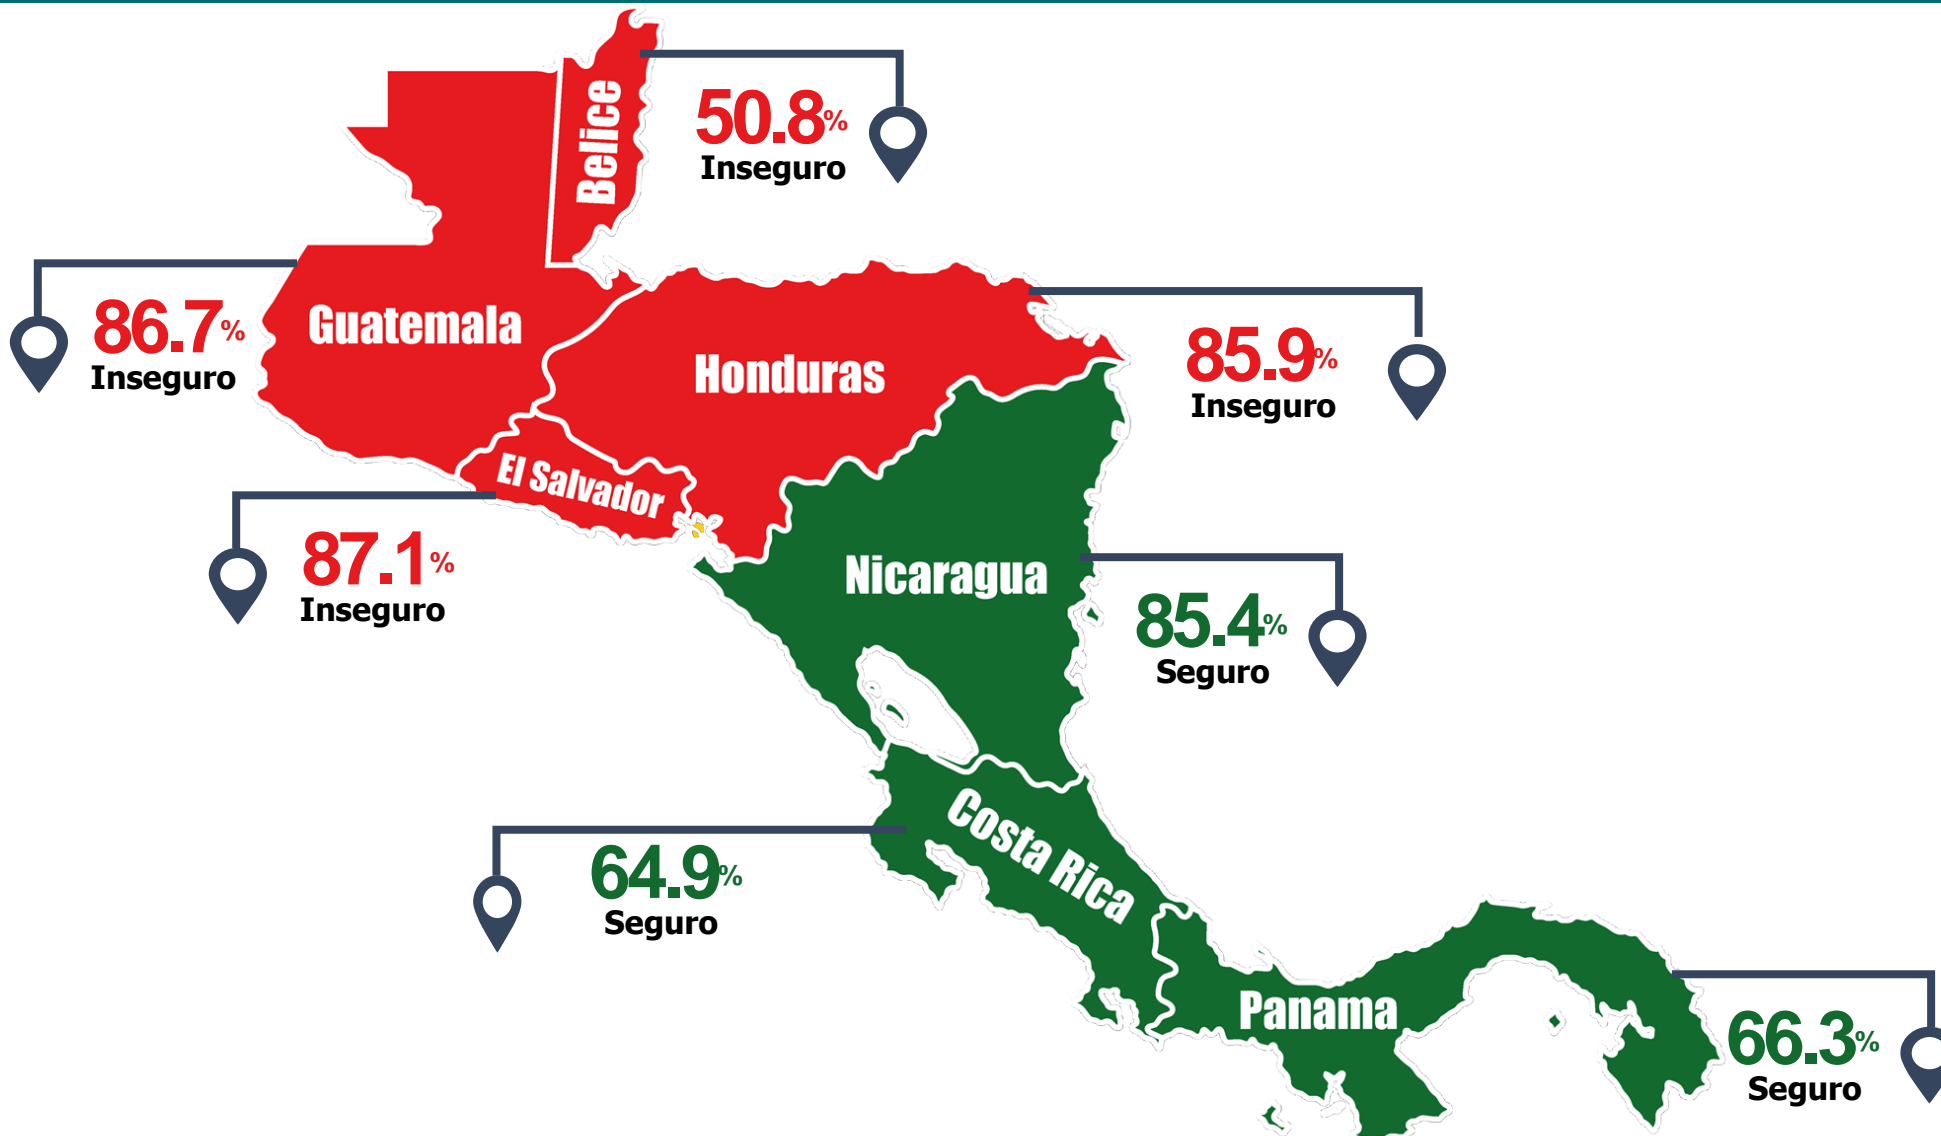 Belice
50.8%
Inseguro
86.7%
Inseguro
Guatemala
Honduras
85.9%
Inseguro
El Salvador
87.1%
Inseguro
Nicaragua
85.4%
Seguro
Costa Rica
64.9%
Seguro
Panama
66.3%
Seguro